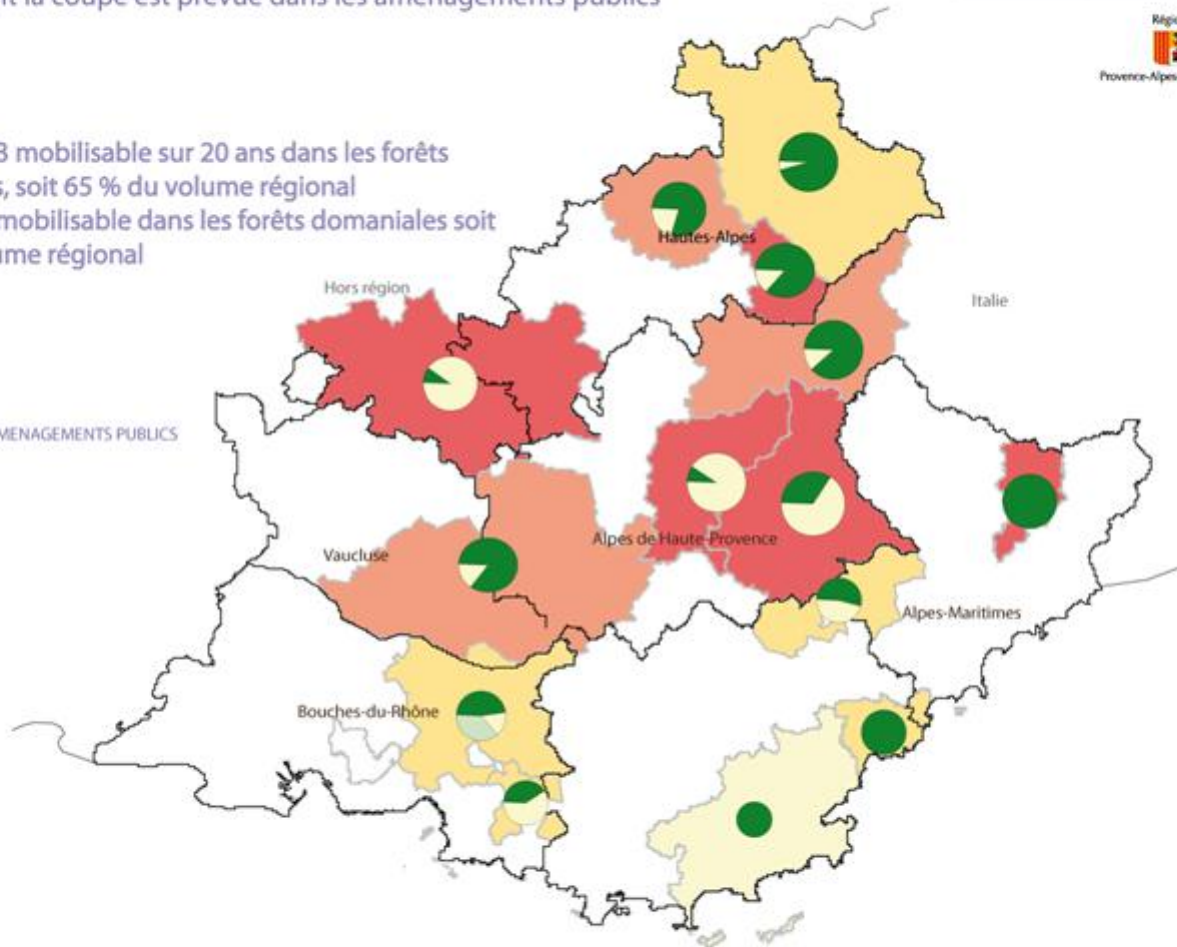 la coupe est prévue dans les aménagements publics
Régio
Provence-Alpes
3 mobilisable sur 20 ans dans les forêts
s, soit 65 % du volume régional
mobilisable dans les forêts domaniales soit
ume régional
Hautes-Alpes
Hors région
Italie
MENAGEMENTS PUBLICS
Alpes de Haute-Provence
Vaucluse
Alpes-Maritimes
Bouches-du-Rhône